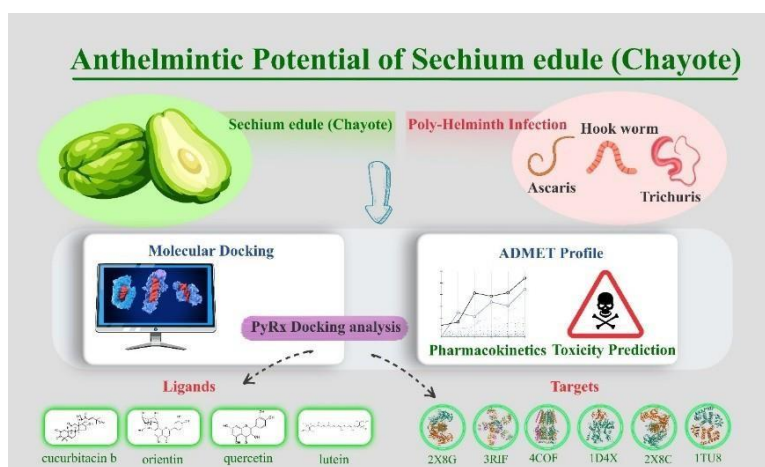 Anthelmintic Potential of Sechium edule (Chayote)
Sechium edule (Chayote)
Poly-Helminth Infection
Hook worm
Ascaris
Trichuris
Molecular Docking
ADMET Profile
PyRx Docking analysis
Pharmacokinetics
Toxicity Prediction
Ligands
Targets
cucurbitacin b
orientin
quercetin
lutein
2X8G
3RIF
4COF
1D4X
2X8C
1TU8